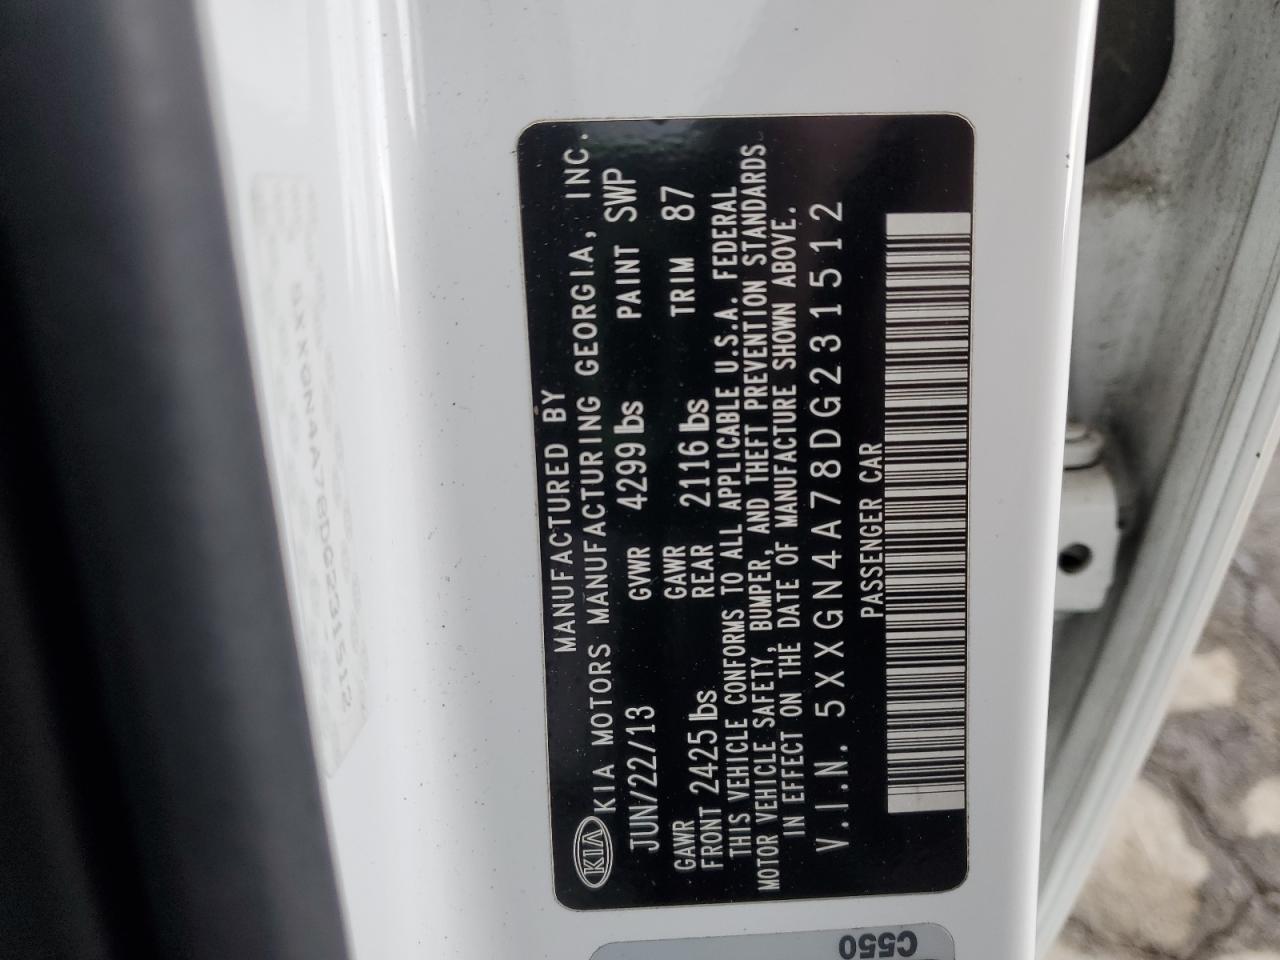 MANUFACTURED BY
KIA KIA MOTORS MANUFACTURING GEORGIA, INC.
JUN/22/13 GVWR 4299 lbs PAINT SWP
GAWR FRONT 2425 lbs GAWR REAR 2116 lbs TRIM 87
THIS VEHICLE CONFORMS TO ALL APPLICABLE U.S.A. FEDERAL
MOTOR VEHICLE SAFETY, BUMPER, AND THEFT PREVENTION STANDARDS
IN EFFECT ON THE DATE OF MANUFACTURE SHOWN ABOVE.
V.I.N. 5XXGN4A78DG231512
PASSENGER CAR
C550
5XXGN4A78DG231512